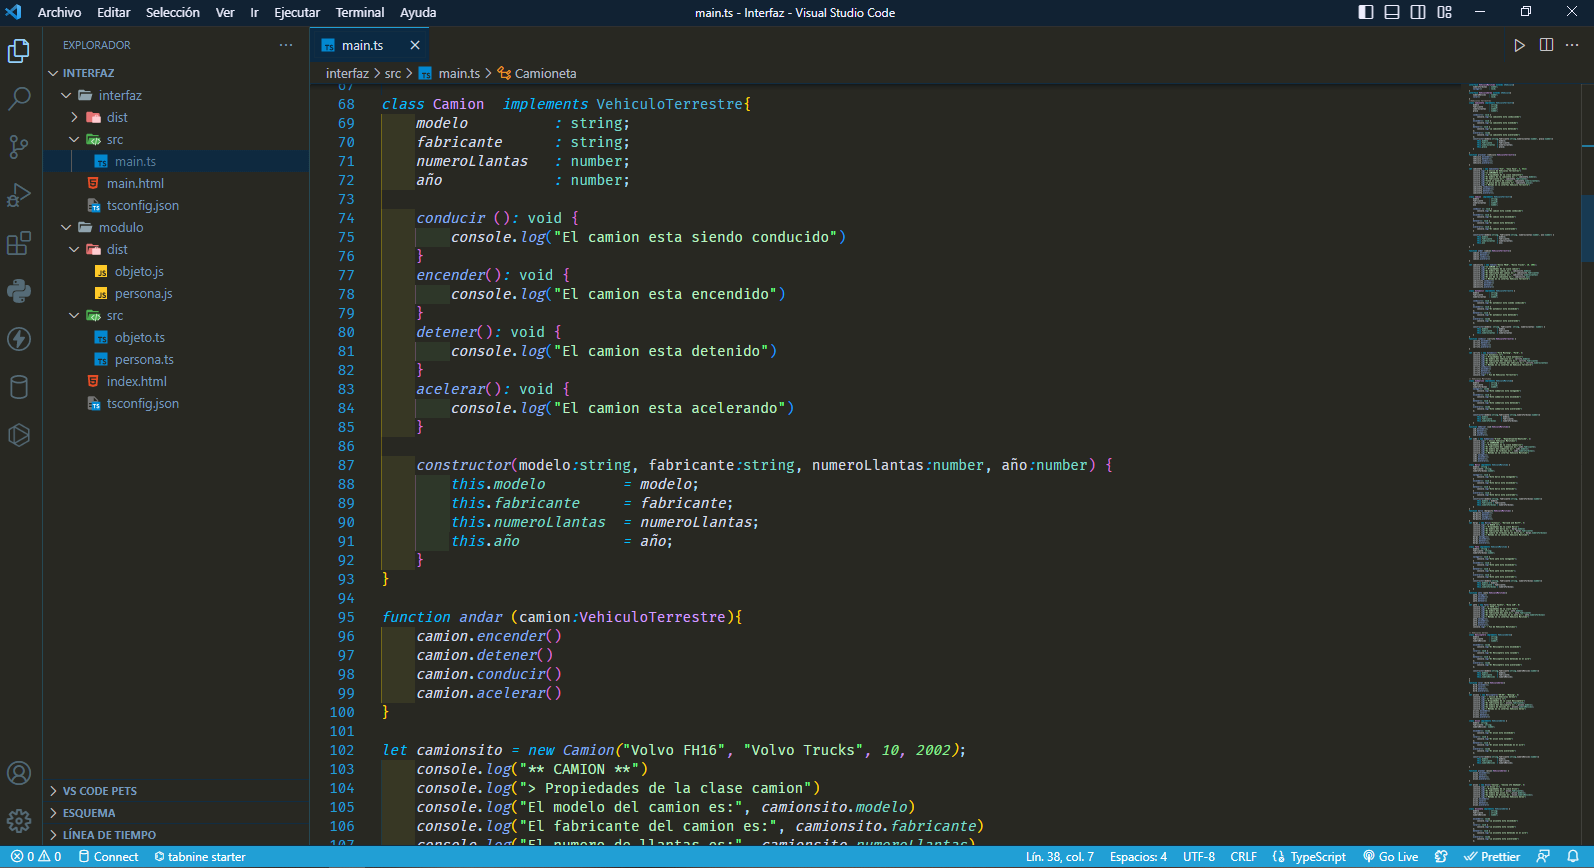 Archivo Editar Selección Ver Ir Ejecutar Terminal Ayuda
main.ts - Interfaz - Visual Studio Code
EXPLORADOR
INTERFAZ
interfaz
dist
src
main.ts
main.html
tsconfig.json
modulo
dist
objeto.js
persona.js
src
objeto.ts
persona.ts
index.html
tsconfig.json
VS CODE PETS
ESQUEMA
LÍNEA DE TIEMPO
main.ts
interfaz > src > main.ts > Camioneta
67
68 class Camion  implements VehiculoTerrestre{
69     modelo          : string;
70     fabricante      : string;
71     numeroLlantas   : number;
72     año             : number;
73
74     conducir (): void {
75         console.log("El camion esta siendo conducido")
76     }
77     encender(): void {
78         console.log("El camion esta encendido")
79     }
80     detener(): void {
81         console.log("El camion esta detenido")
82     }
83     acelerar(): void {
84         console.log("El camion esta acelerando")
85     }
86
87     constructor(modelo:string, fabricante:string, numeroLlantas:number, año:number) {
88         this.modelo         = modelo;
89         this.fabricante     = fabricante;
90         this.numeroLlantas  = numeroLlantas;
91         this.año            = año;
92     }
93 }
94
95 function andar (camion:VehiculoTerrestre){
96     camion.encender()
97     camion.detener()
98     camion.conducir()
99     camion.acelerar()
100 }
101
102 let camionsito = new Camion("Volvo FH16", "Volvo Trucks", 10, 2002);
103     console.log("** CAMION **")
104     console.log("> Propiedades de la clase camion")
105     console.log("El modelo del camion es:", camionsito.modelo)
106     console.log("El fabricante del camion es:", camionsito.fabricante)
107     console.log("El numero de llantas es:", camionsito.numeroLlantas)
0 0 Connect tabnine starter
Lín. 38, col. 7 Espacios: 4 UTF-8 CRLF {} TypeScript Go Live Prettier